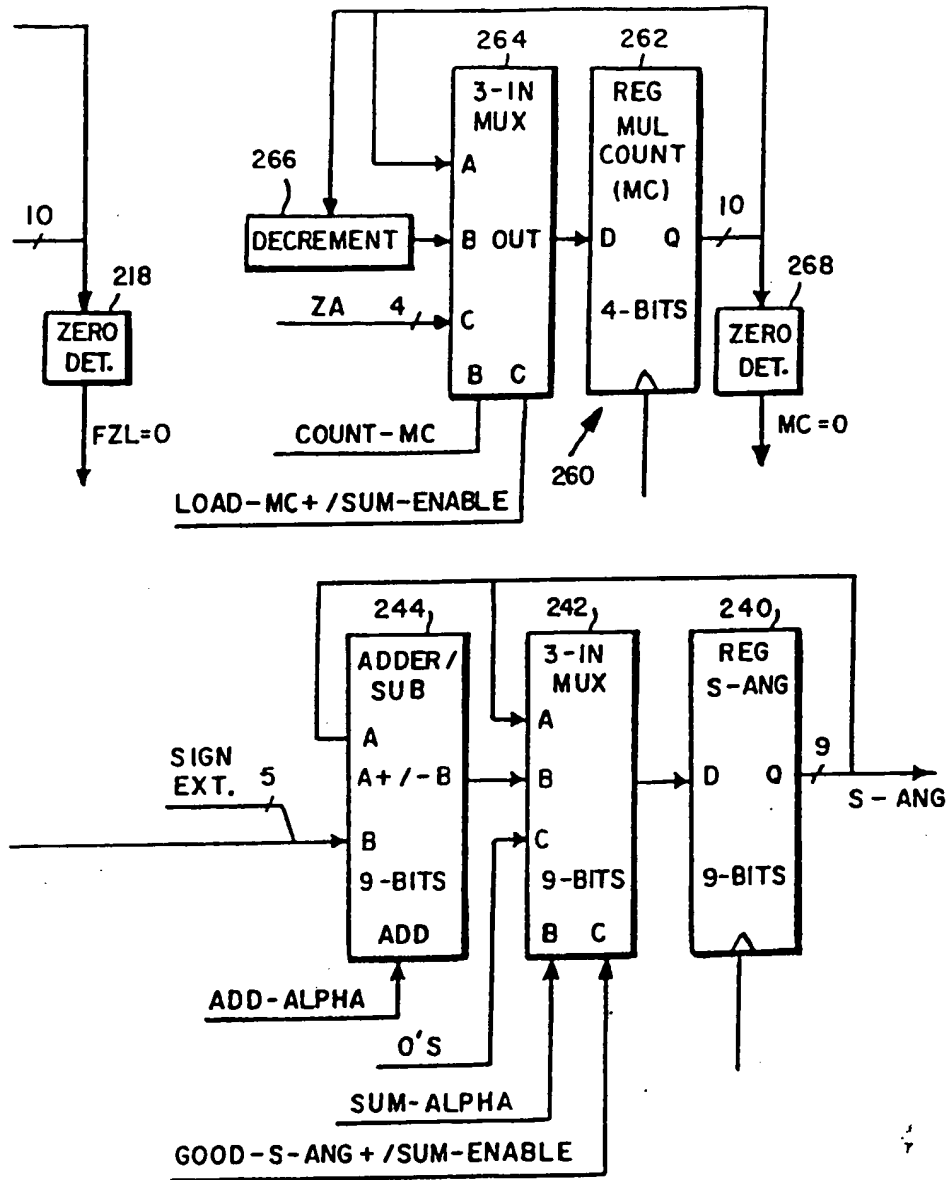 264
262
3-IN
MUX
REG
MUL
COUNT
(MC)
266
A
10
10
DECREMENT
B OUT
D Q
268
218
ZA 4
C
4-BITS
ZERO
DET.
ZERO
DET.
B C
FZL=0
COUNT-MC
260
MC=0
LOAD-MC+/SUM-ENABLE
244
242
240
ADDER/
SUB
3-IN
MUX
REG
S-ANG
A
A
SIGN
EXT. 5
A+/-B
B
D Q
9
S-ANG
B
C
9-BITS
9-BITS
9-BITS
ADD
B C
ADD-ALPHA
O'S
SUM-ALPHA
GOOD-S-ANG+/SUM-ENABLE